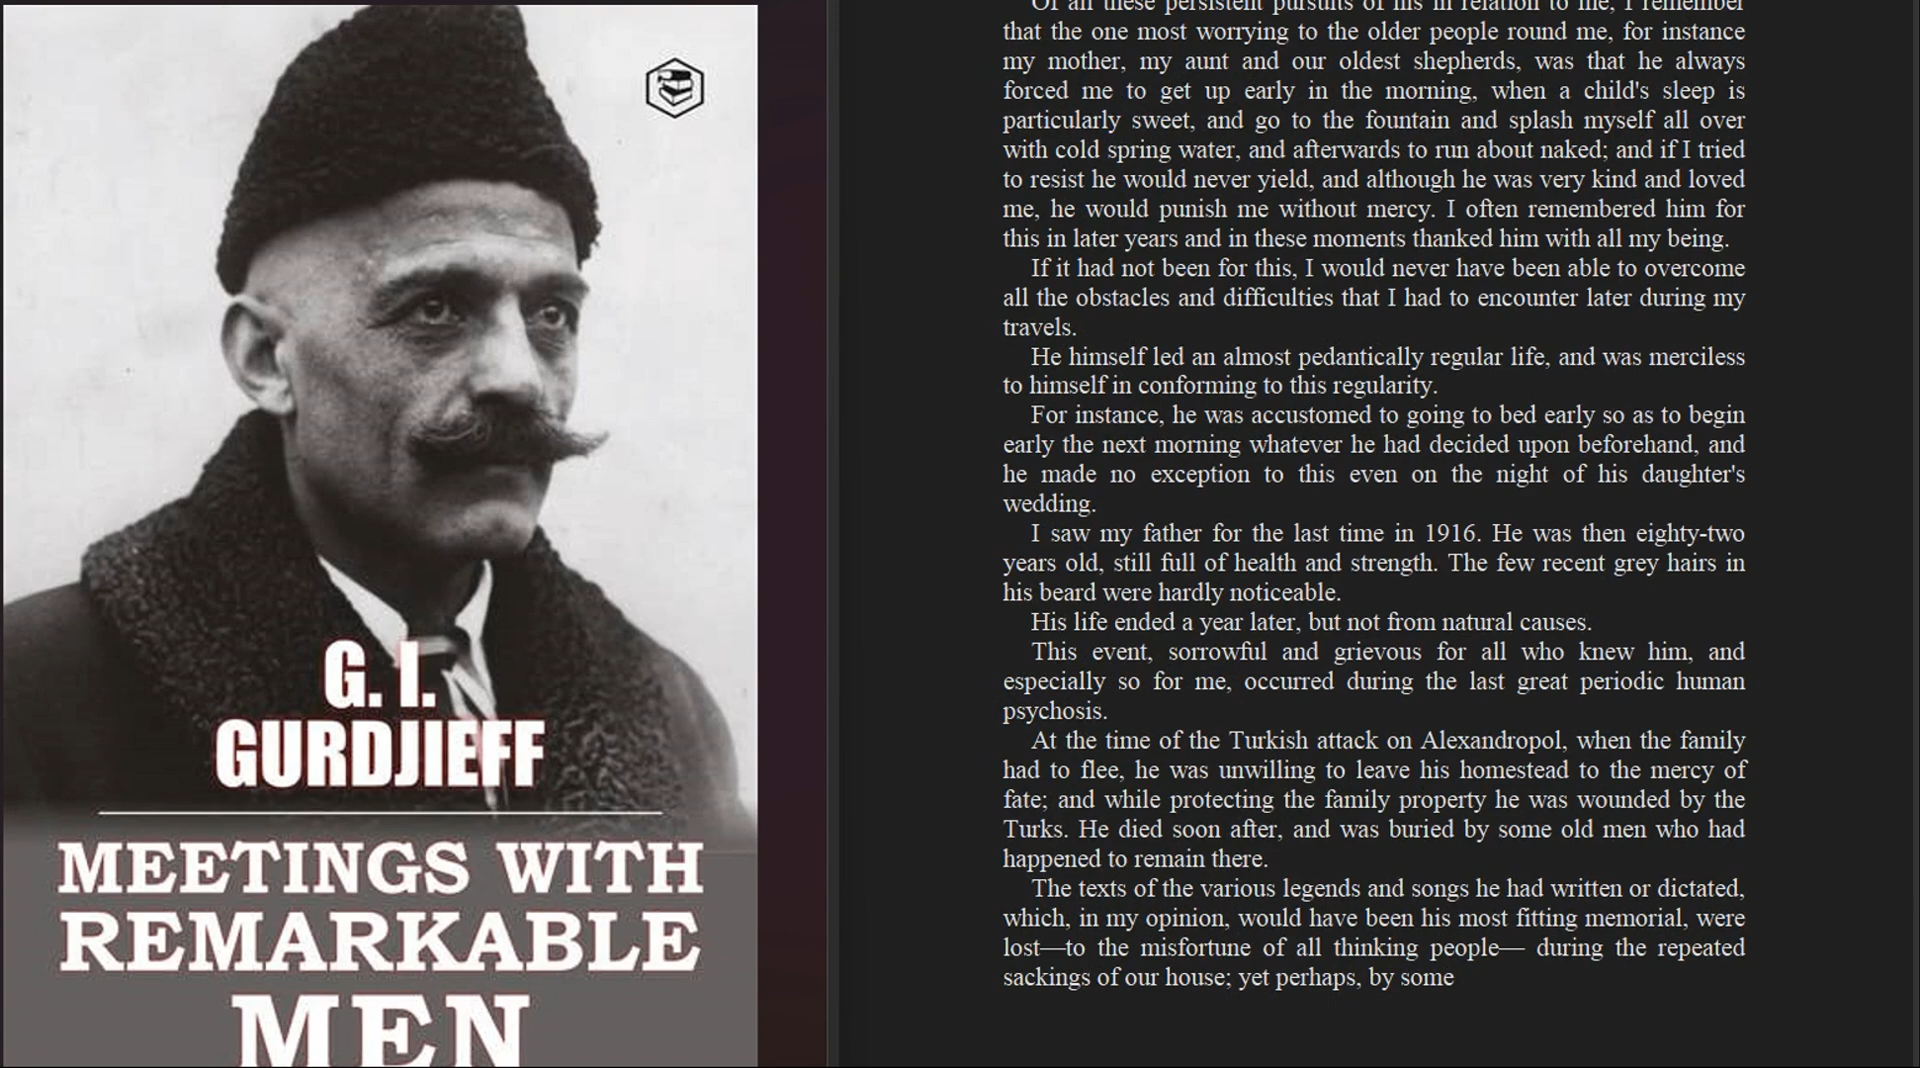 G. I.
GURDJIEFF
MEETINGS WITH
REMARKABLE
MEN
Of all these persistent pursuits of his in relation to me, I remember
that the one most worrying to the older people round me, for instance
my mother, my aunt and our oldest shepherds, was that he always
forced me to get up early in the morning, when a child's sleep is
particularly sweet, and go to the fountain and splash myself all over
with cold spring water, and afterwards to run about naked; and if I tried
to resist he would never yield, and although he was very kind and loved
me, he would punish me without mercy. I often remembered him for
this in later years and in these moments thanked him with all my being.
If it had not been for this, I would never have been able to overcome
all the obstacles and difficulties that I had to encounter later during my
travels.
He himself led an almost pedantically regular life, and was merciless
to himself in conforming to this regularity.
For instance, he was accustomed to going to bed early so as to begin
early the next morning whatever he had decided upon beforehand, and
he made no exception to this even on the night of his daughter's
wedding.
I saw my father for the last time in 1916. He was then eighty-two
years old, still full of health and strength. The few recent grey hairs in
his beard were hardly noticeable.
His life ended a year later, but not from natural causes.
This event, sorrowful and grievous for all who knew him, and
especially so for me, occurred during the last great periodic human
psychosis.
At the time of the Turkish attack on Alexandropol, when the family
had to flee, he was unwilling to leave his homestead to the mercy of
fate; and while protecting the family property he was wounded by the
Turks. He died soon after, and was buried by some old men who had
happened to remain there.
The texts of the various legends and songs he had written or dictated,
which, in my opinion, would have been his most fitting memorial, were
lost—to the misfortune of all thinking people— during the repeated
sackings of our house; yet perhaps, by some